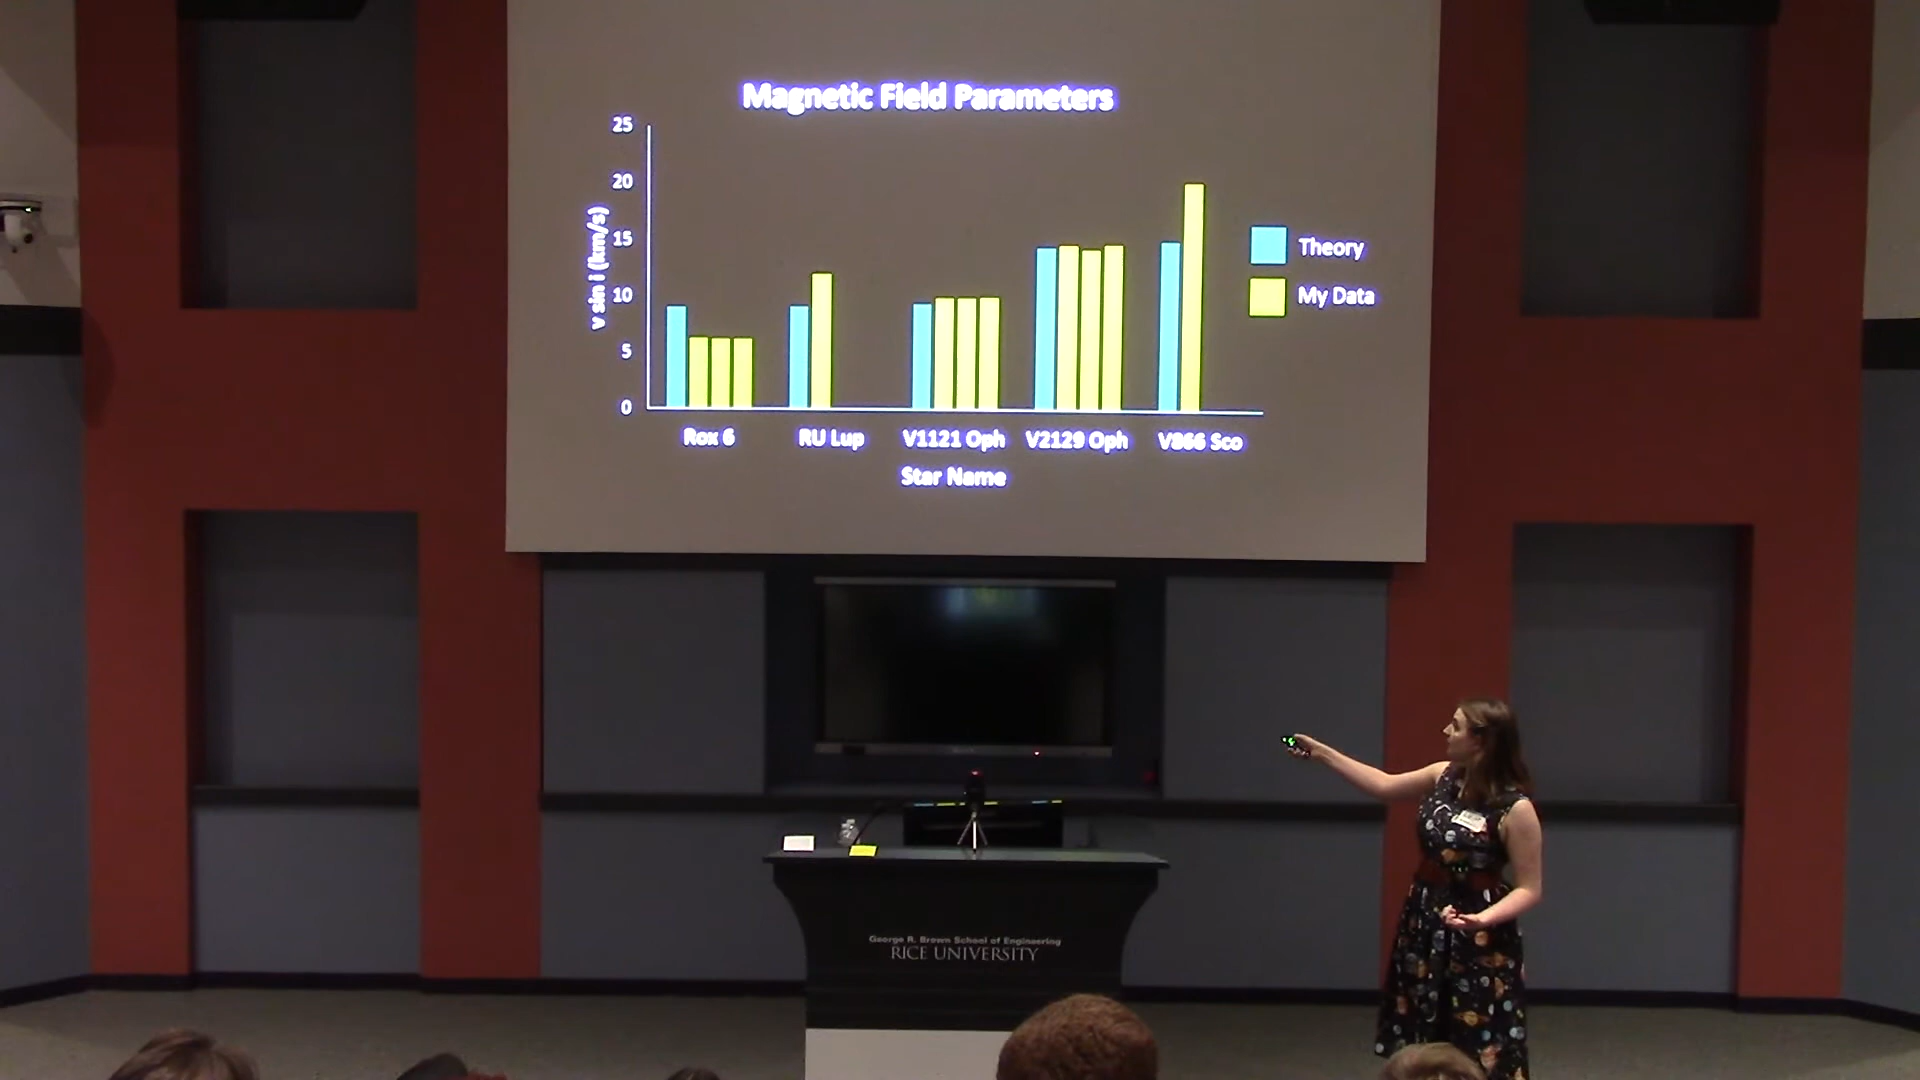 Magnetic Field Parameters
25
20
15
10
5
0
v sin i (km/s)
Rox 6
RU Lup
V1121 Oph
V2129 Oph
V866 Sco
Star Name
Theory
My Data
George R. Brown School of Engineering
RICE UNIVERSITY